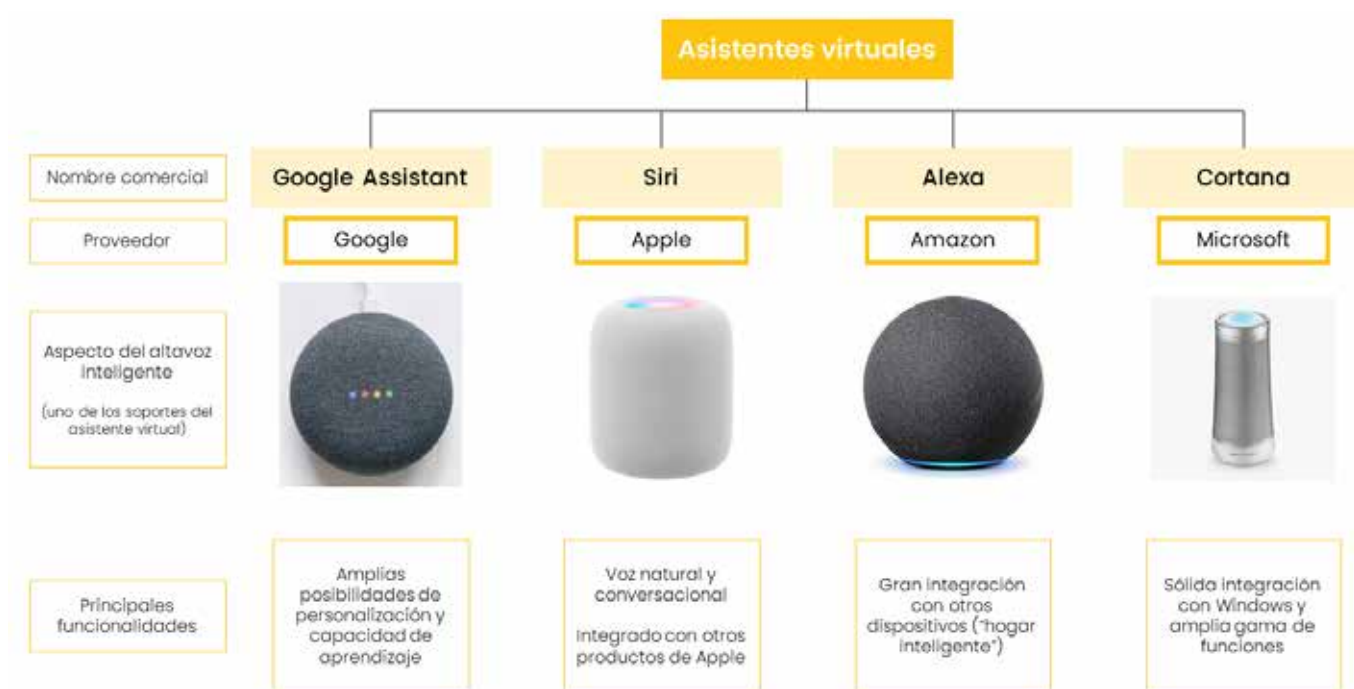 Asistentes virtuales
Nombre comercial
Google Assistant
Siri
Alexa
Cortana
Proveedor
Google
Apple
Amazon
Microsoft
Aspecto del altavoz
inteligente
(uno de los soportes del
asistente virtual)
Principales
funcionalidades
Amplias
posibilidades de
personalización y
capacidad de
aprendizaje
Voz natural y
conversacional
Integrado con otros
productos de Apple
Gran integración
con otros
dispositivos ("hogar
inteligente")
Sólida integración
con Windows y
amplia gama de
funciones